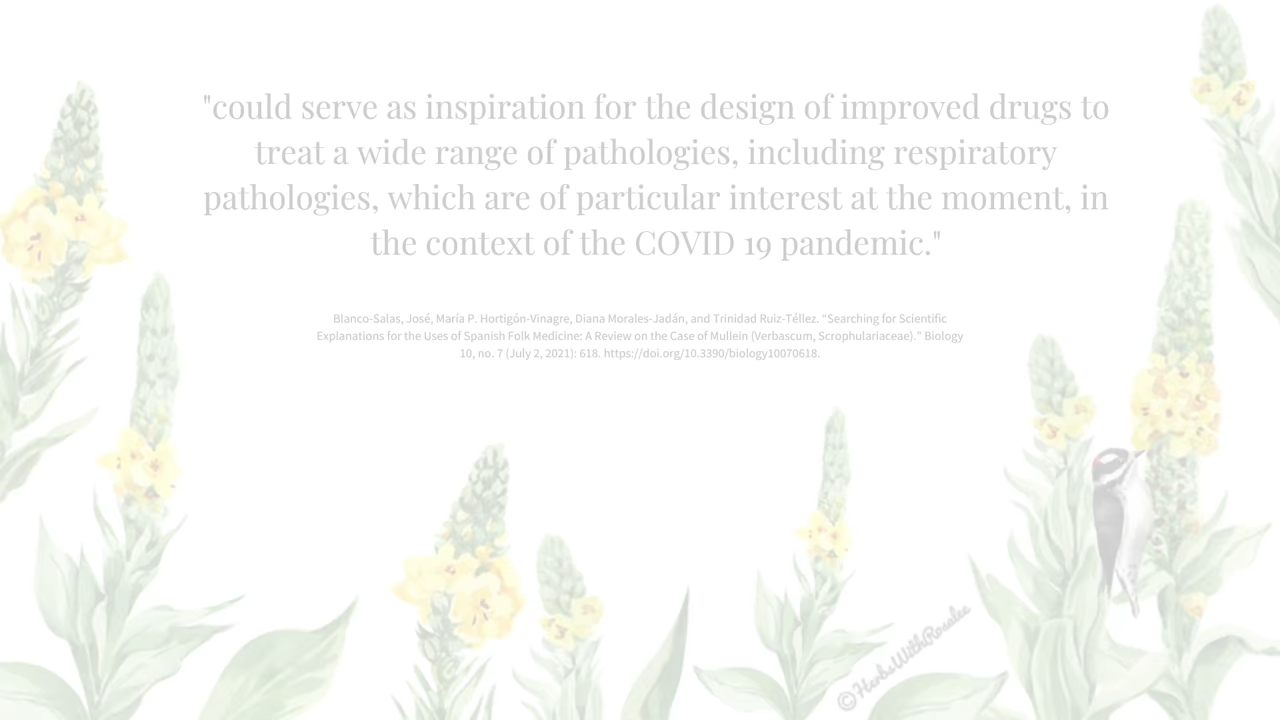 "could serve as inspiration for the design of improved drugs to
treat a wide range of pathologies, including respiratory
pathologies, which are of particular interest at the moment, in
the context of the COVID 19 pandemic."
Blanco-Salas, José, María P. Hortigón-Vinagre, Diana Morales-Jadán, and Trinidad Ruiz-Téllez. “Searching for Scientific
Explanations for the Uses of Spanish Folk Medicine: A Review on the Case of Mullein (Verbascum, Scrophulariaceae).” Biology
10, no. 7 (July 2, 2021): 618. https://doi.org/10.3390/biology10070618.
© HerbsWithRosalee